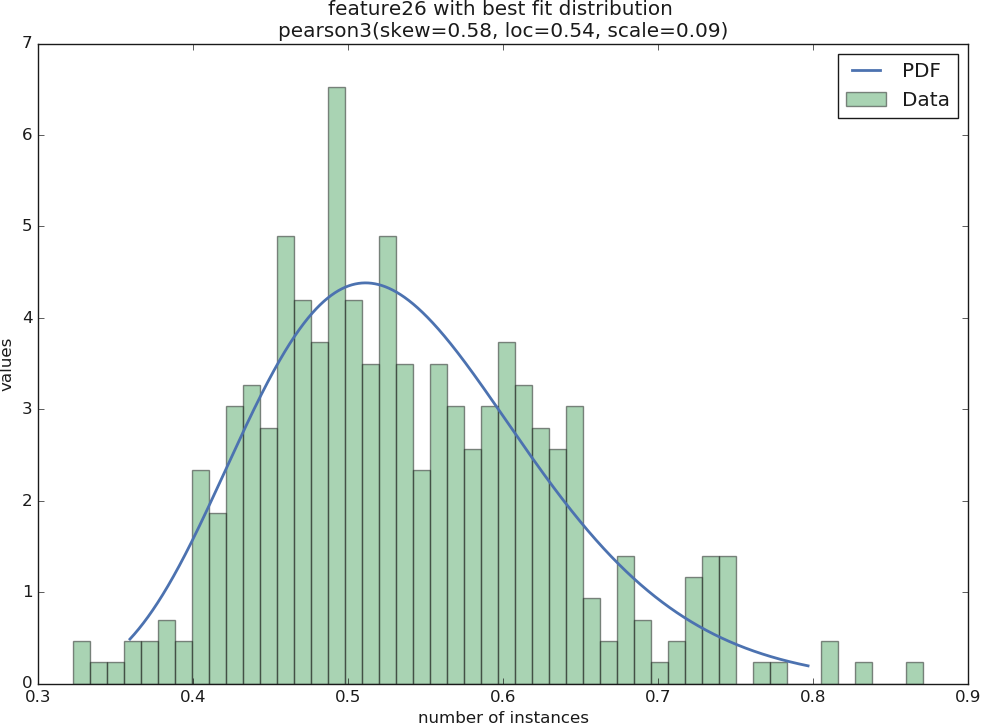 feature26 with best fit distribution
pearson3(skew=0.58, loc=0.54, scale=0.09)
PDF
Data
7
6
5
4
3
2
1
0
values
0.3 0.4 0.5 0.6 0.7 0.8 0.9
number of instances